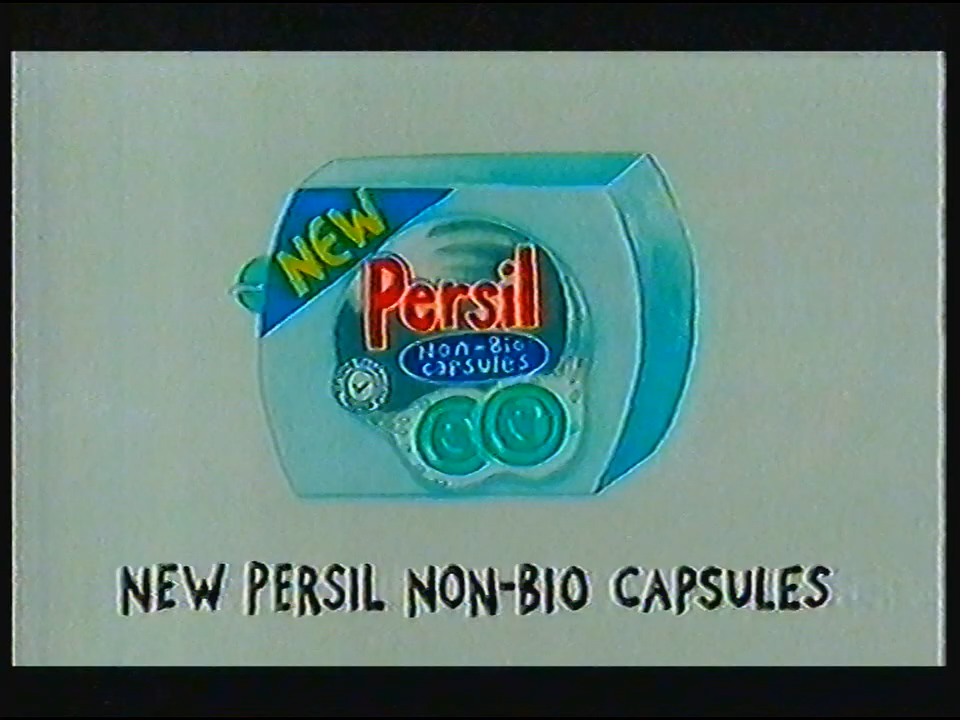 NEW
Persil
Non-Bio
capsules
NEW PERSIL NON-BIO CAPSULES